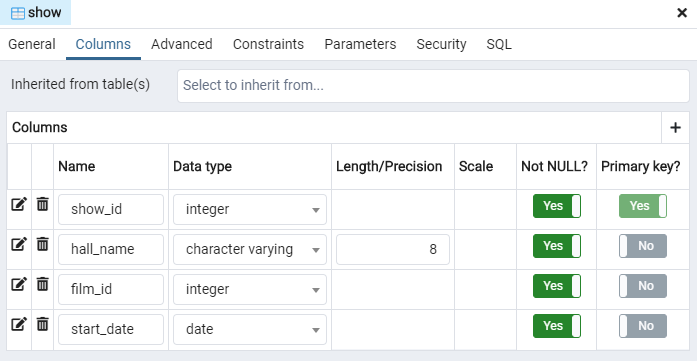 show
General Columns Advanced Constraints Parameters Security SQL
Inherited from table(s) Select to inherit from...
Columns
Name Data type Length/Precision Scale Not NULL? Primary key?
show_id integer Yes Yes
hall_name character varying 8 Yes No
film_id integer Yes No
start_date date Yes No